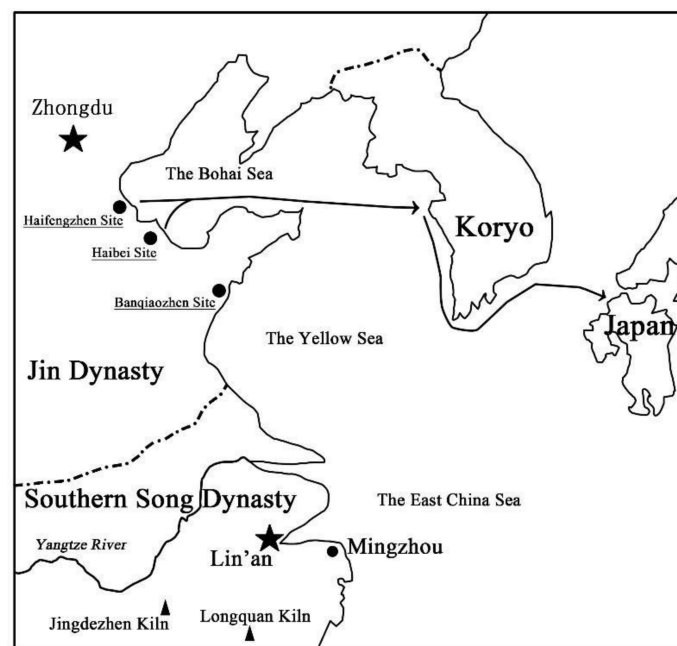 Zhongdu
The Bohai Sea
Haifengzhen Site
Haibei Site
Koryo
Banqiaozhen Site
Japan
The Yellow Sea
Jin Dynasty
Southern Song Dynasty
The East China Sea
Yangtze River
Lin'an
Mingzhou
Jingdezhen Kiln
Longquan Kiln